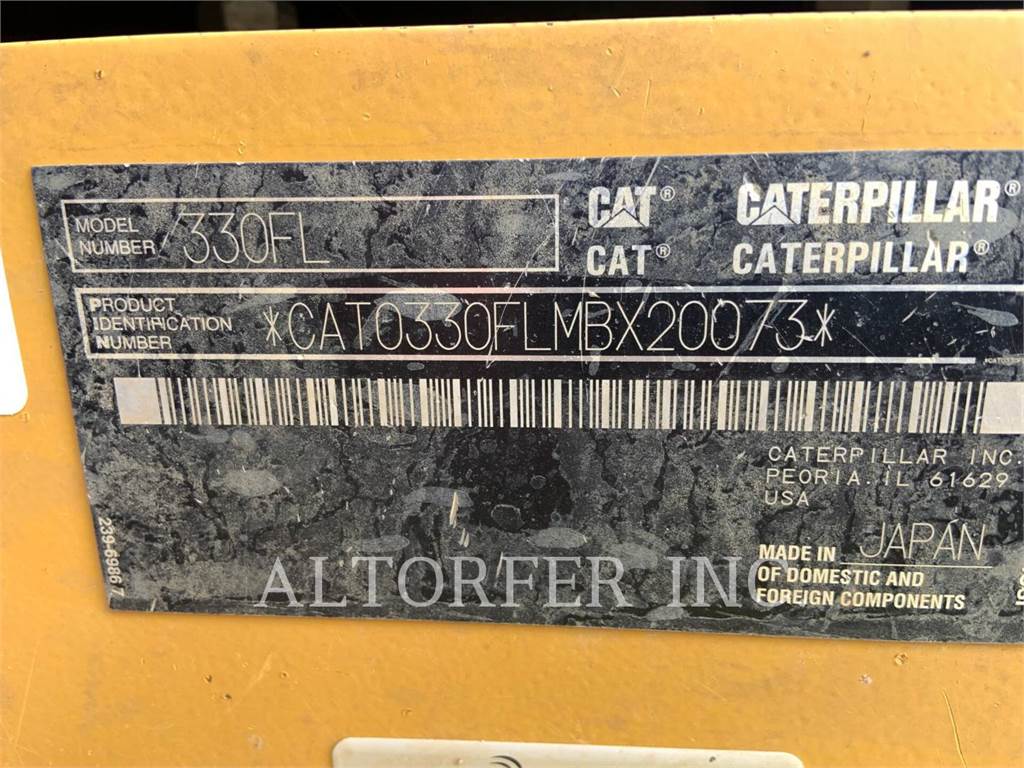 MODEL NUMBER 330FL
CAT® CATERPILLAR®
CAT® CATERPILLAR®
PRODUCT IDENTIFICATION NUMBER *CAT0330FLMBX20073*
CATERPILLAR INC.
PEORIA, IL 61629
USA
MADE IN JAPAN
OF DOMESTIC AND
FOREIGN COMPONENTS
239-6986 7
ALTORFER INC